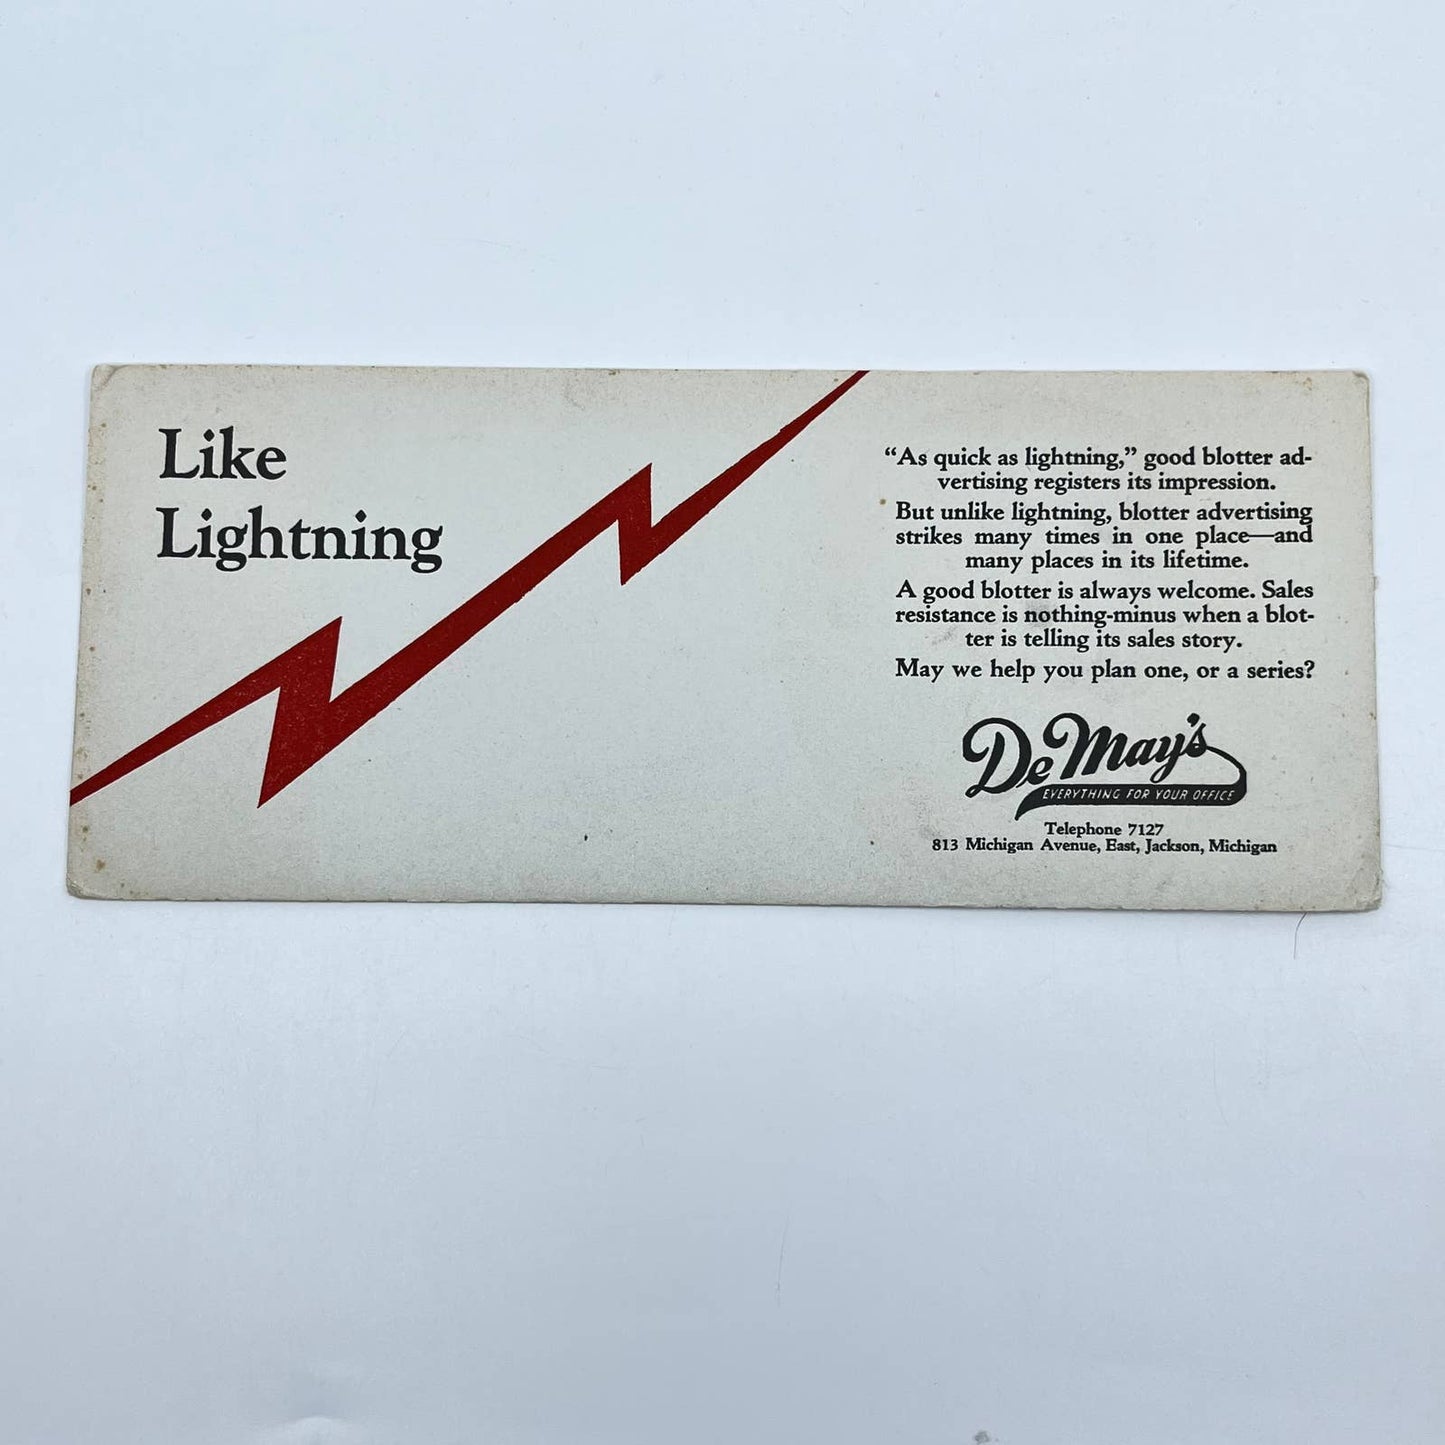 Like
Lightning
“As quick as lightning,” good blotter ad-
vertising registers its impression.
But unlike lightning, blotter advertising
strikes many times in one place—and
many places in its lifetime.
A good blotter is always welcome. Sales
resistance is nothing-minus when a blot-
ter is telling its sales story.
May we help you plan one, or a series?
DeMay's
EVERYTHING FOR YOUR OFFICE
Telephone 7127
813 Michigan Avenue, East, Jackson, Michigan